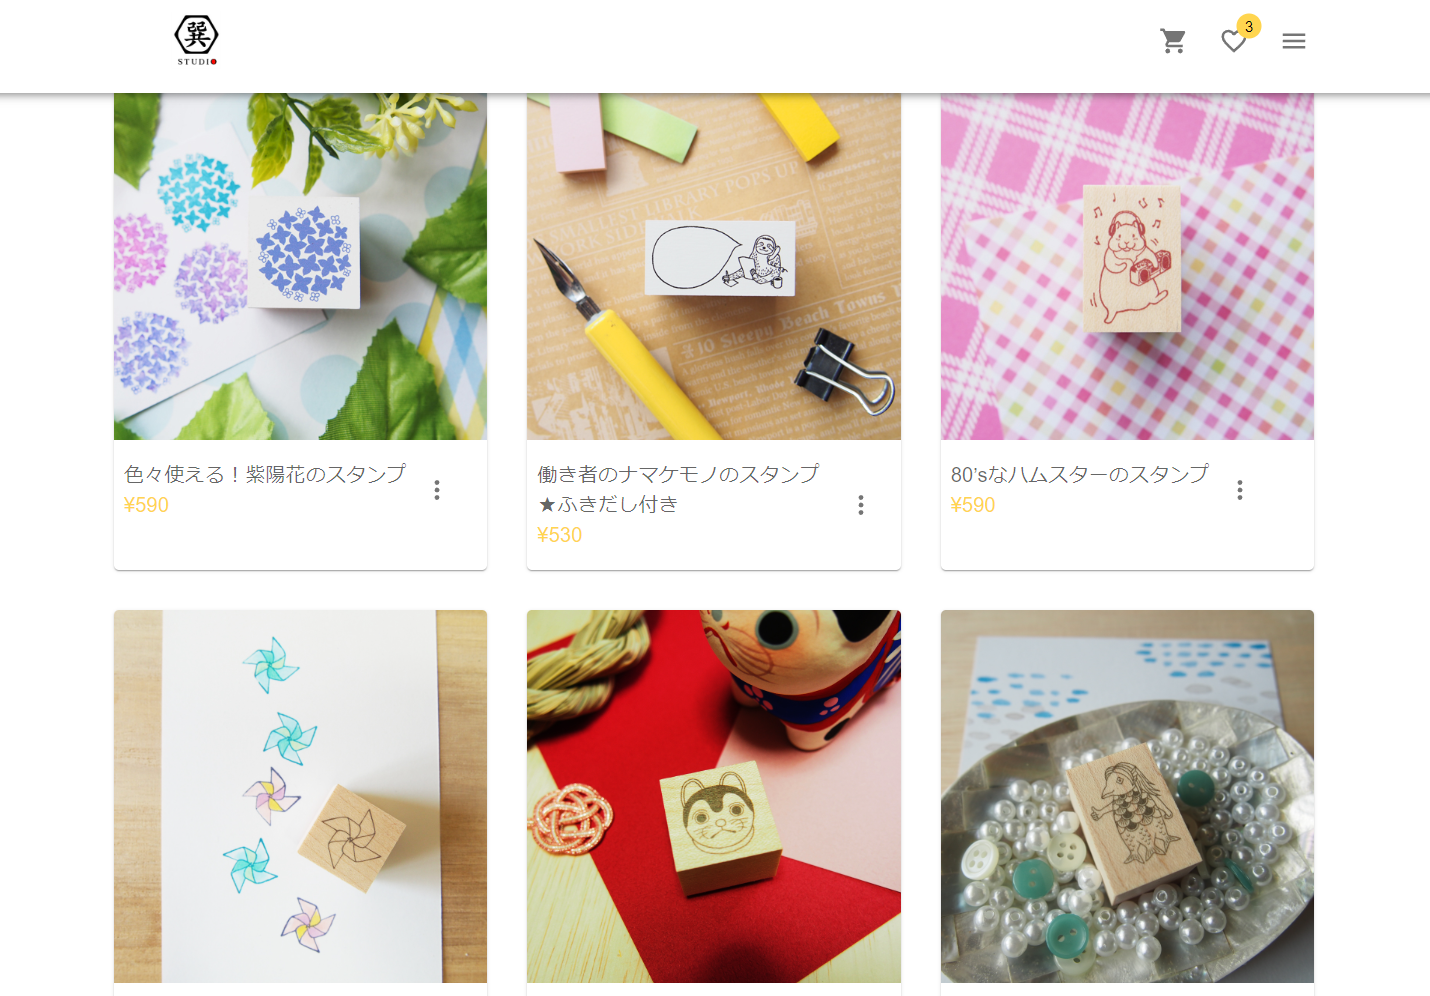 巽
STUDIO
3
SMALL LIBRARY POPS UP
WORK SIDE
#10 Sleepy Beach Towns
色々使える！紫陽花のスタンプ
¥590
働き者のナマケモノのスタンプ
★ふきだし付き
¥530
80’sなハムスターのスタンプ
¥590